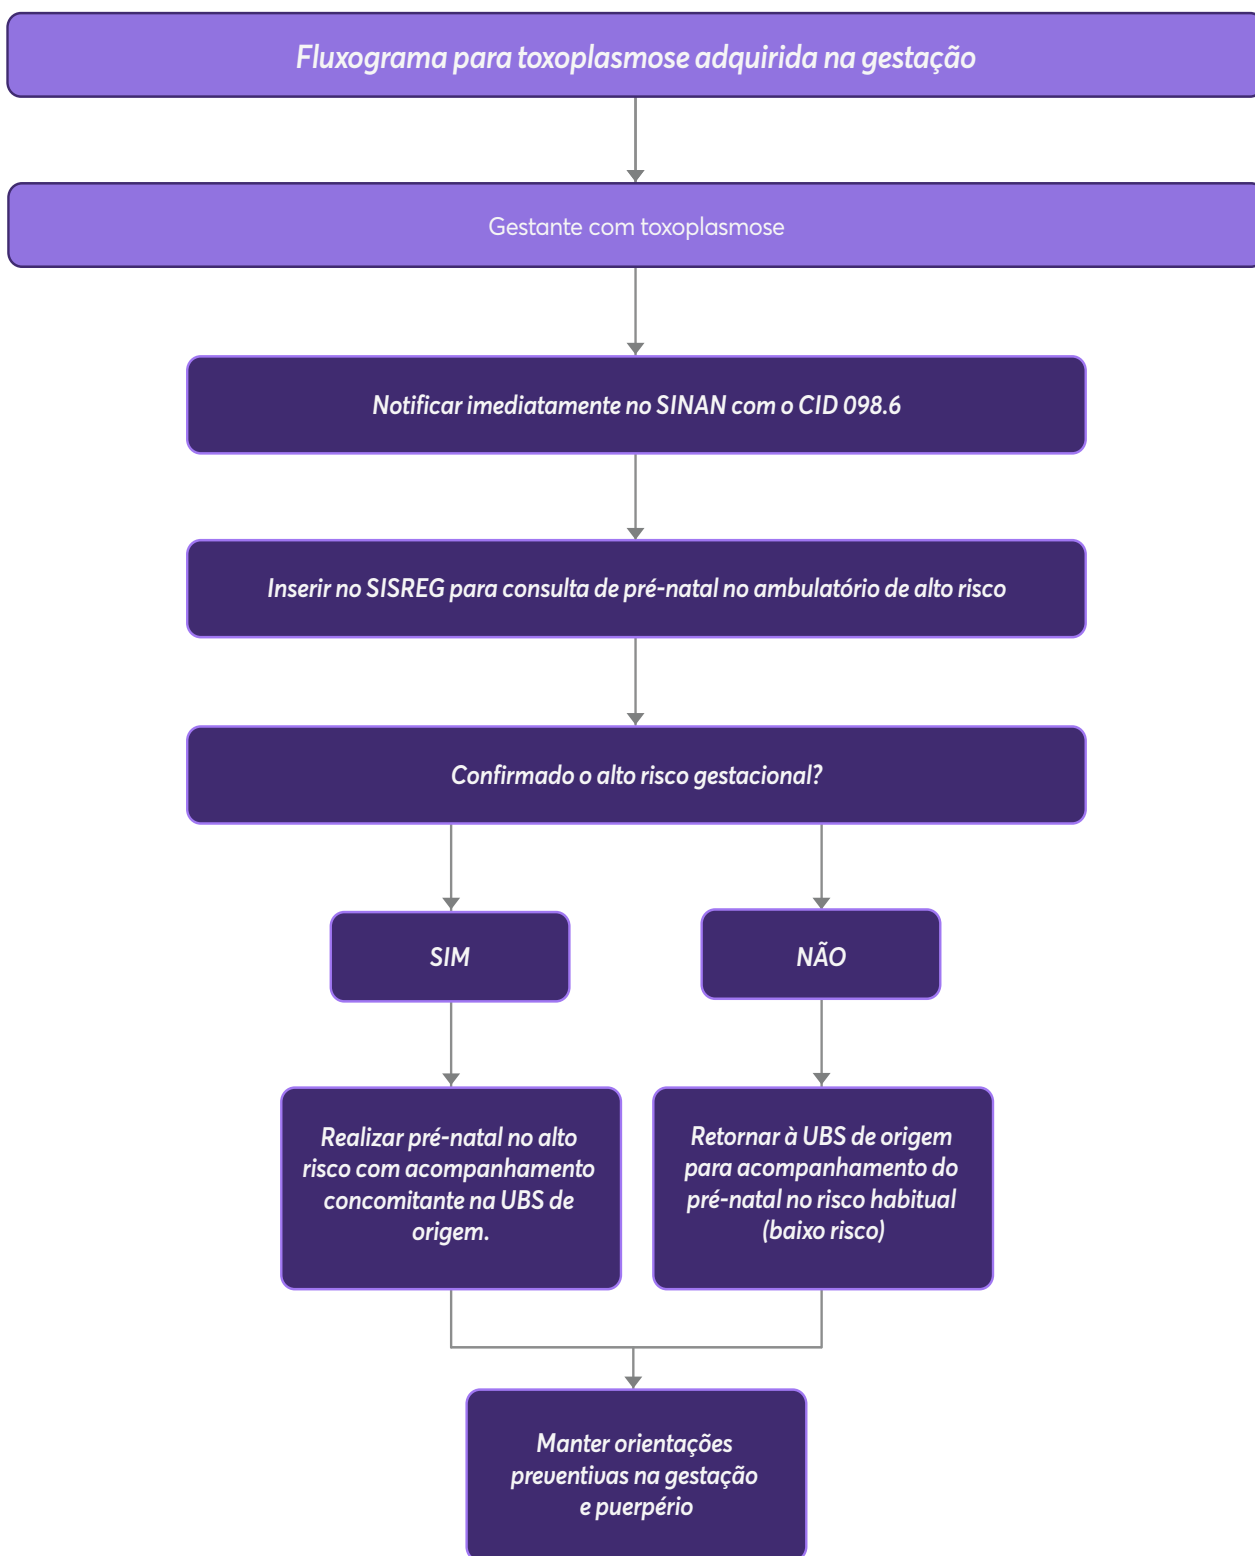 Fluxograma para toxoplasmose adquirida na gestação
Gestante com toxoplasmose
Notificar imediatamente no SINAN com o CID 098.6
Inserir no SISREG para consulta de pré-natal no ambulatório de alto risco
Confirmado o alto risco gestacional?
SIM
NÃO
Realizar pré-natal no alto
risco com acompanhamento
concomitante na UBS de
origem.
Retornar à UBS de origem
para acompanhamento do
pré-natal no risco habitual
(baixo risco)
Manter orientações
preventivas na gestação
e puerpério